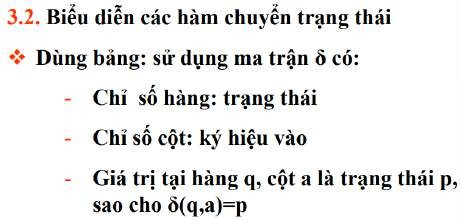 3.2. Biểu diễn các hàm chuyển trạng thái
❖ Dùng bảng: sử dụng ma trận δ có:
- Chỉ số hàng: trạng thái
- Chỉ số cột: ký hiệu vào
- Giá trị tại hàng q, cột a là trạng thái p,
sao cho δ(q,a)=p